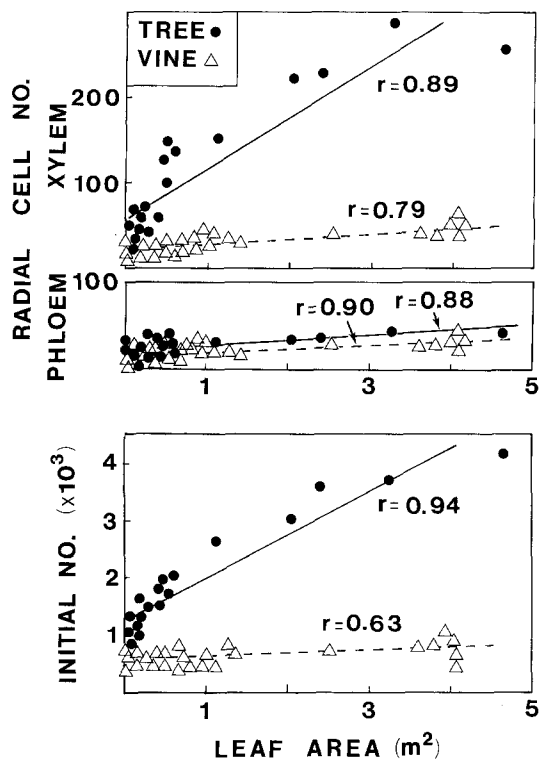 TREE ●
VINE △
200
100
r=0.89
r=0.79
RADIAL CELL NO.
XYLEM
PHLOEM
100
r=0.90
r=0.88
1 3 5
4
3
2
1
INITIAL NO. (×10³)
r=0.94
r=0.63
1 3 5
LEAF AREA (m²)